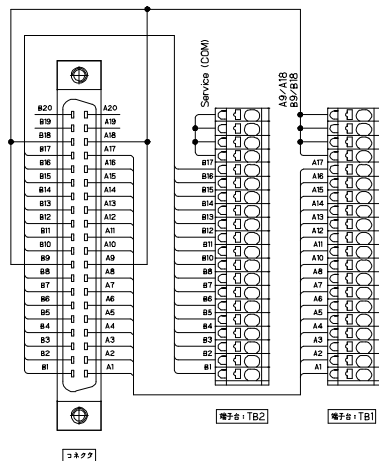 Service (COM)
A9/A18
B9/B18
B20
B19
B18
B17
B16
B15
B14
B13
B12
B11
B10
B9
B8
B7
B6
B5
B4
B3
B2
B1
A20
A19
A18
A17
A16
A15
A14
A13
A12
A11
A10
A9
A8
A7
A6
A5
A4
A3
A2
A1
B17
B16
B15
B14
B13
B12
B11
B10
B8
B7
B6
B5
B4
B3
B2
B1
A17
A16
A15
A14
A13
A12
A11
A10
A8
A7
A6
A5
A4
A3
A2
A1
コネクタ
端子台:TB2
端子台:TB1